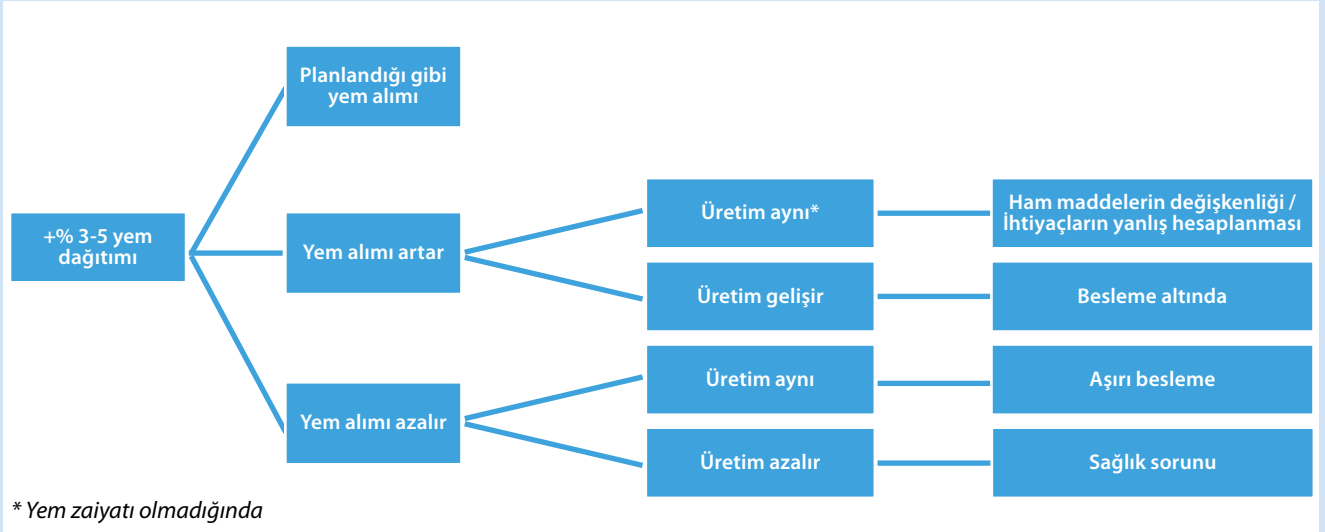 Planlandığı gibi
yem alımı
+% 3-5 yem
dağıtımı
Yem alımı artar
Üretim aynı*
Ham maddelerin değişkenliği /
İhtiyaçların yanlış hesaplanması
Üretim gelişir
Besleme altında
Yem alımı azalır
Üretim aynı
Aşırı besleme
Üretim azalır
Sağlık sorunu
* Yem zaiyatı olmadığında